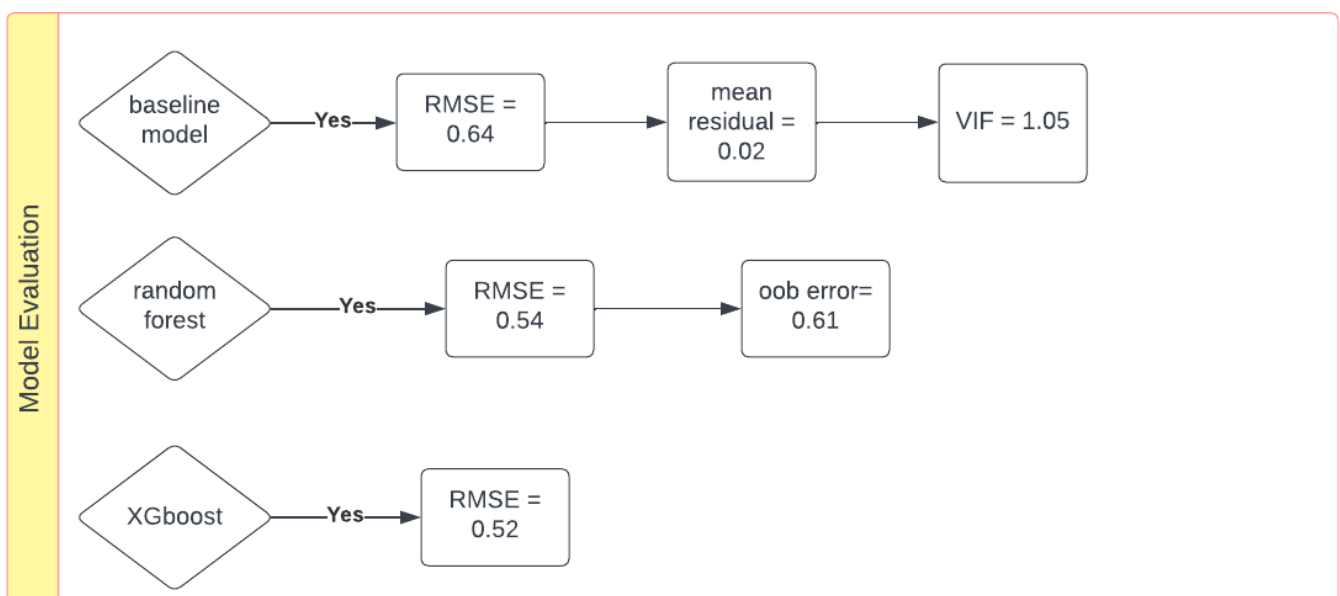 Model Evaluation
baseline
model
Yes
RMSE =
0.64
mean
residual =
0.02
VIF = 1.05
random
forest
Yes
RMSE =
0.54
oob error=
0.61
XGboost
Yes
RMSE =
0.52